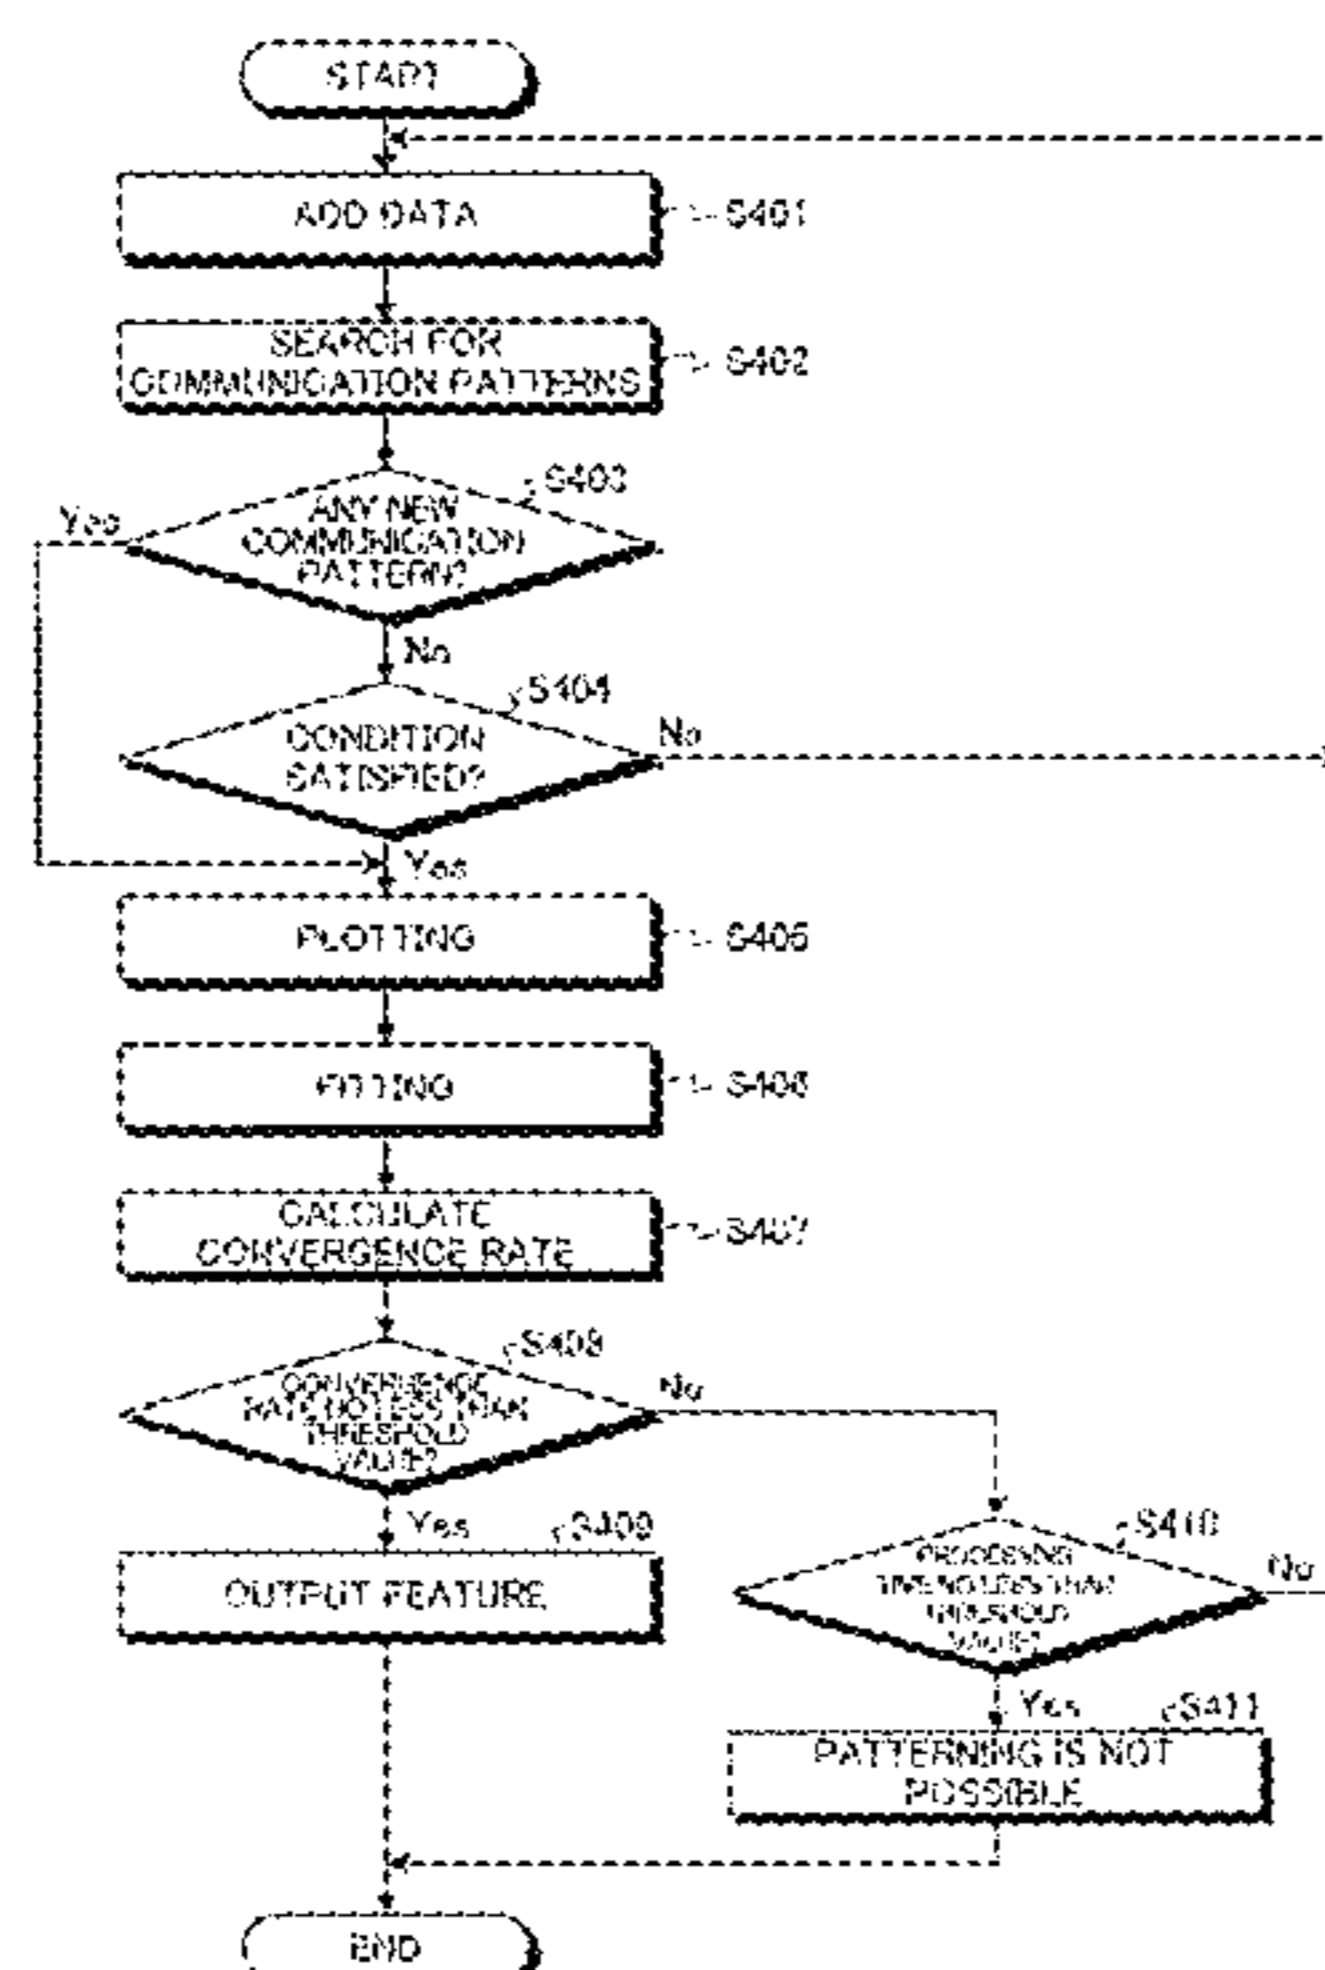 START
ADD DATA
S401
SEARCH FOR
COMMUNICATION PATTERNS
S402
S403
Yes
ANY NEW
COMMUNICATION
PATTERN?
No
S404
CONDITION
SATISFIED?
No
Yes
PLOTTING
S405
FITTING
S406
CALCULATE
CONVERGENCE RATE
S407
S408
CONVERGENCE
RATE NO LESS THAN
THRESHOLD
VALUE?
No
Yes
S409
OUTPUT FEATURE
S410
PROCESSING
TIME NO LESS THAN
THRESHOLD
VALUE?
No
Yes
S411
PATTERNING IS NOT
POSSIBLE
END